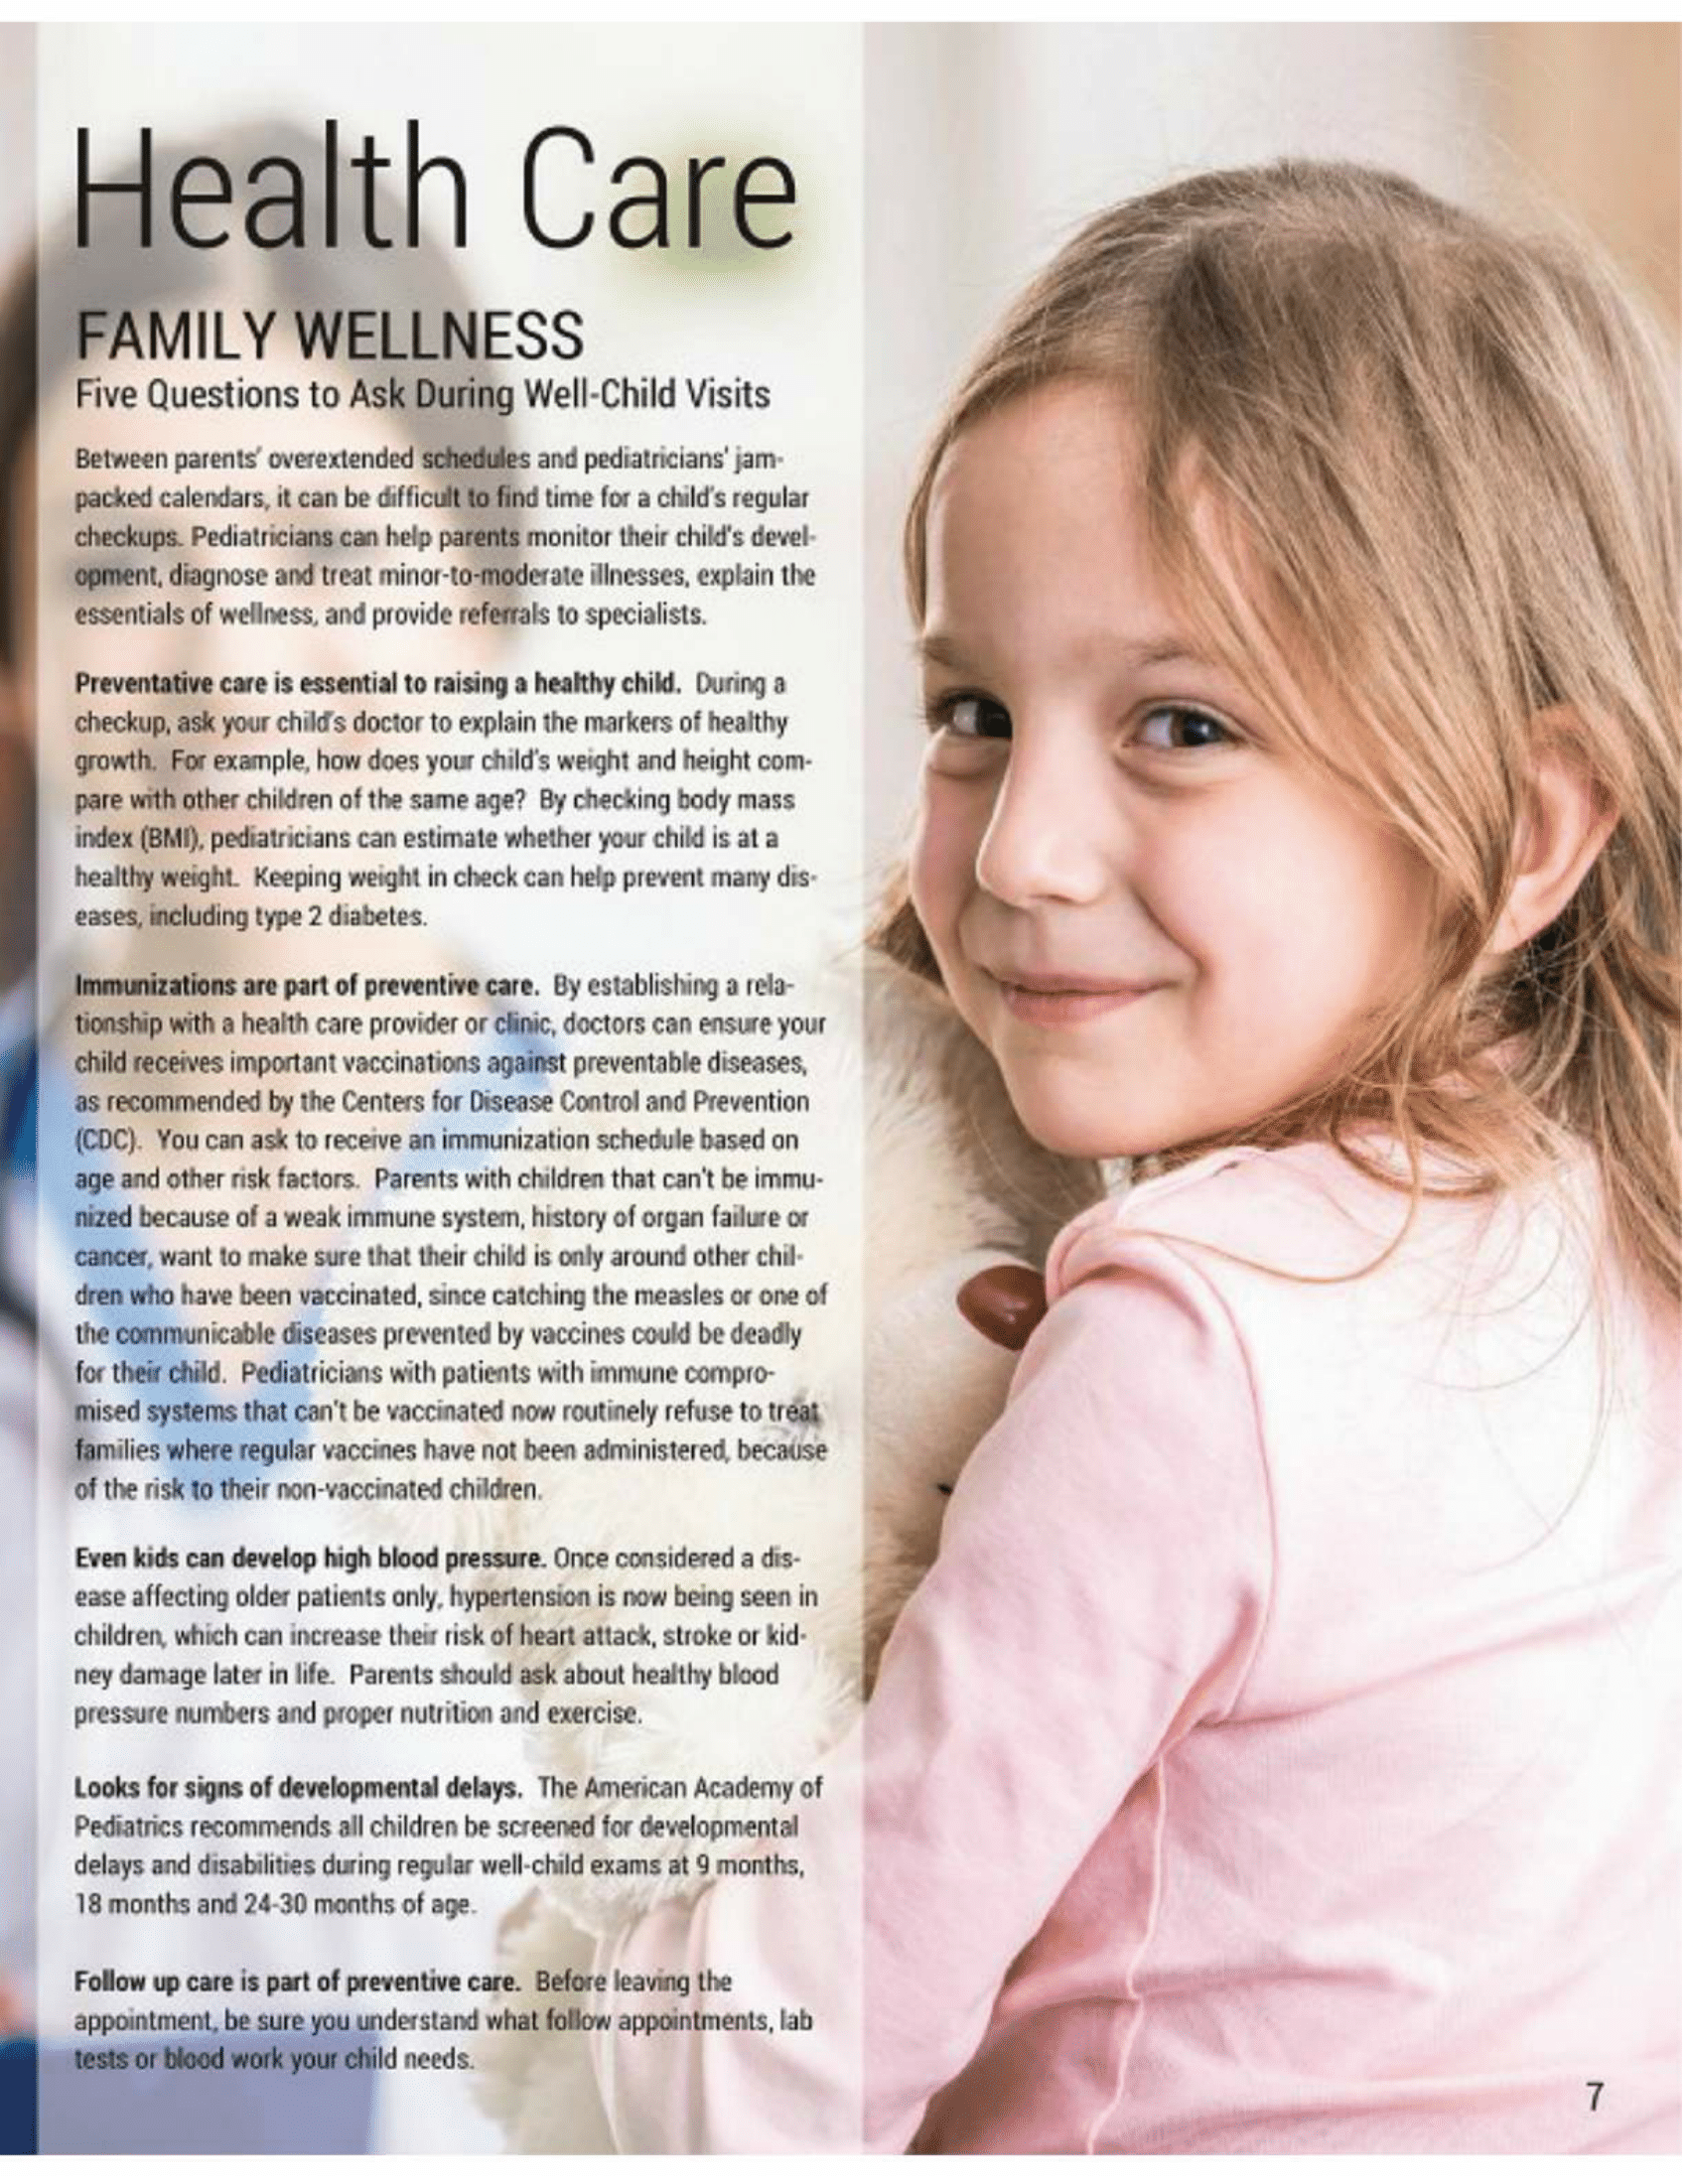 Health Care
FAMILY WELLNESS
Five Questions to Ask During Well-Child Visits
Between parents' overextended schedules and pediatricians' jam-
packed calendars, it can be difficult to find time for a child's regular
checkups. Pediatricians can help parents monitor their child's devel-
opment, diagnose and treat minor-to-moderate illnesses, explain the
essentials of wellness, and provide referrals to specialists.
Preventative care is essential to raising a healthy child. During a
checkup, ask your child's doctor to explain the markers of healthy
growth. For example, how does your child's weight and height com-
pare with other children of the same age? By checking body mass
index (BMI), pediatricians can estimate whether your child is at a
healthy weight. Keeping weight in check can help prevent many dis-
eases, including type 2 diabetes.
Immunizations are part of preventive care. By establishing a rela-
tionship with a health care provider or clinic, doctors can ensure your
child receives important vaccinations against preventable diseases,
as recommended by the Centers for Disease Control and Prevention
(CDC). You can ask to receive an immunization schedule based on
age and other risk factors. Parents with children that can't be immu-
nized because of a weak immune system, history of organ failure or
cancer, want to make sure that their child is only around other chil-
dren who have been vaccinated, since catching the measles or one of
the communicable diseases prevented by vaccines could be deadly
for their child. Pediatricians with patients with immune compro-
mised systems that can't be vaccinated now routinely refuse to treat
families where regular vaccines have not been administered, because
of the risk to their non-vaccinated children.
Even kids can develop high blood pressure. Once considered a dis-
ease affecting older patients only, hypertension is now being seen in
children, which can increase their risk of heart attack, stroke or kid-
ney damage later in life. Parents should ask about healthy blood
pressure numbers and proper nutrition and exercise.
Looks for signs of developmental delays. The American Academy of
Pediatrics recommends all children be screened for developmental
delays and disabilities during regular well-child exams at 9 months,
18 months and 24-30 months of age.
Follow up care is part of preventive care. Before leaving the
appointment, be sure you understand what follow appointments, lab
tests or blood work your child needs.
7